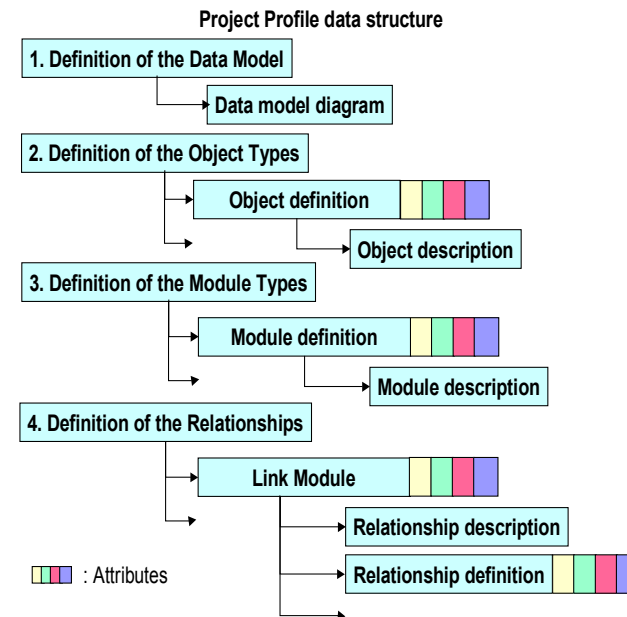 Project Profile data structure
1. Definition of the Data Model
Data model diagram
2. Definition of the Object Types
Object definition
Object description
3. Definition of the Module Types
Module definition
Module description
4. Definition of the Relationships
Link Module
Relationship description
Relationship definition
: Attributes